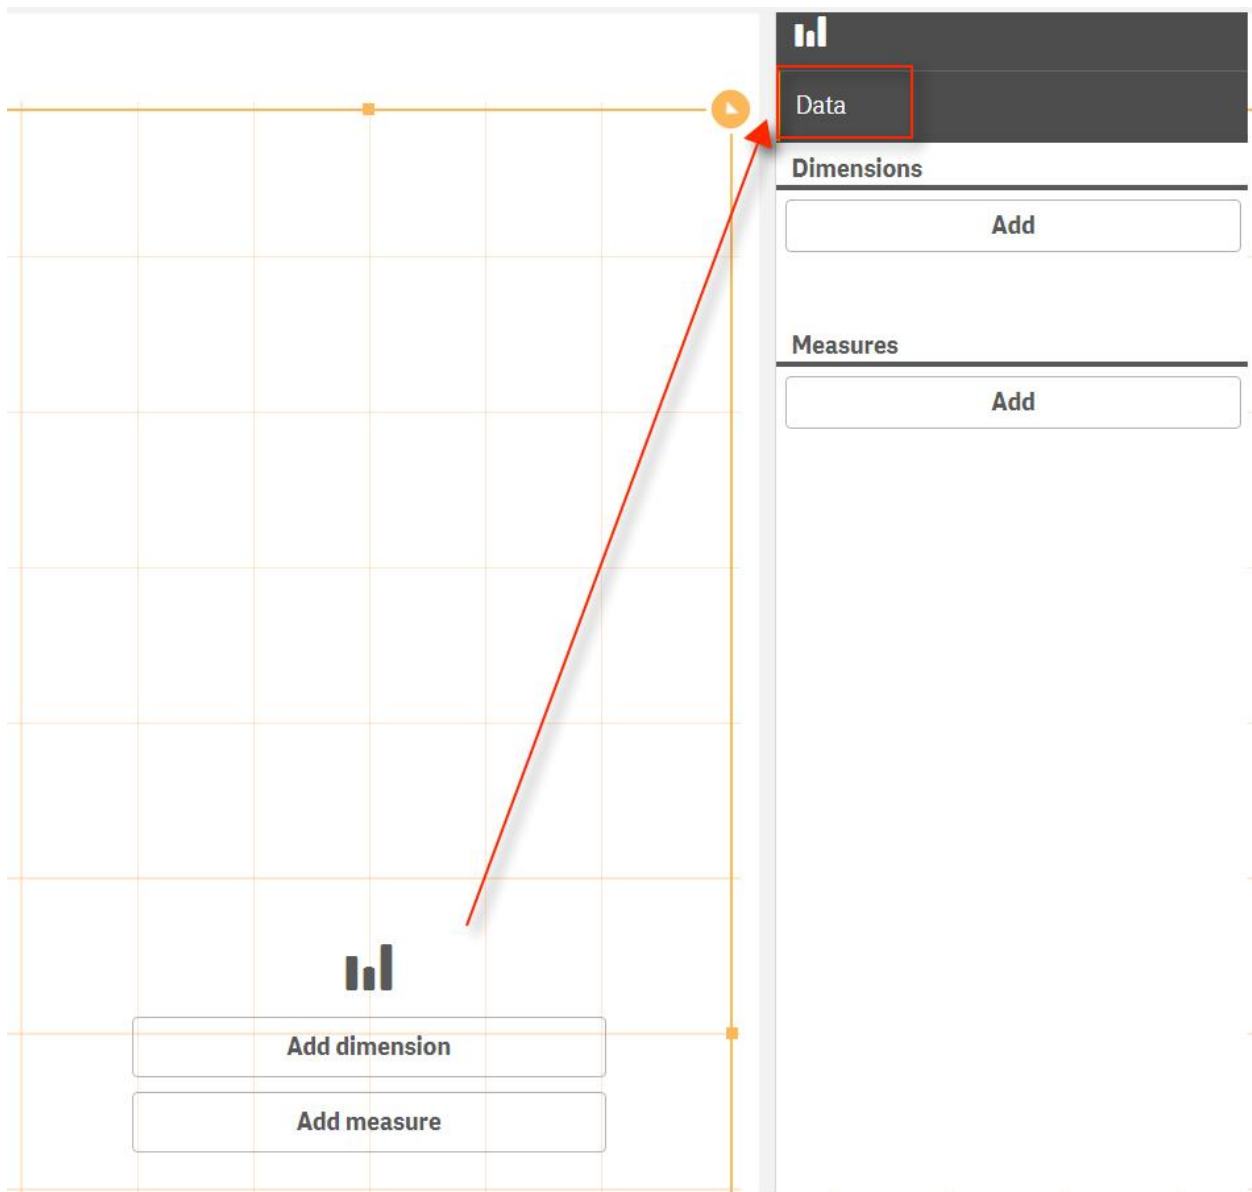 Data
Dimensions
Add
Measures
Add
Add dimension
Add measure